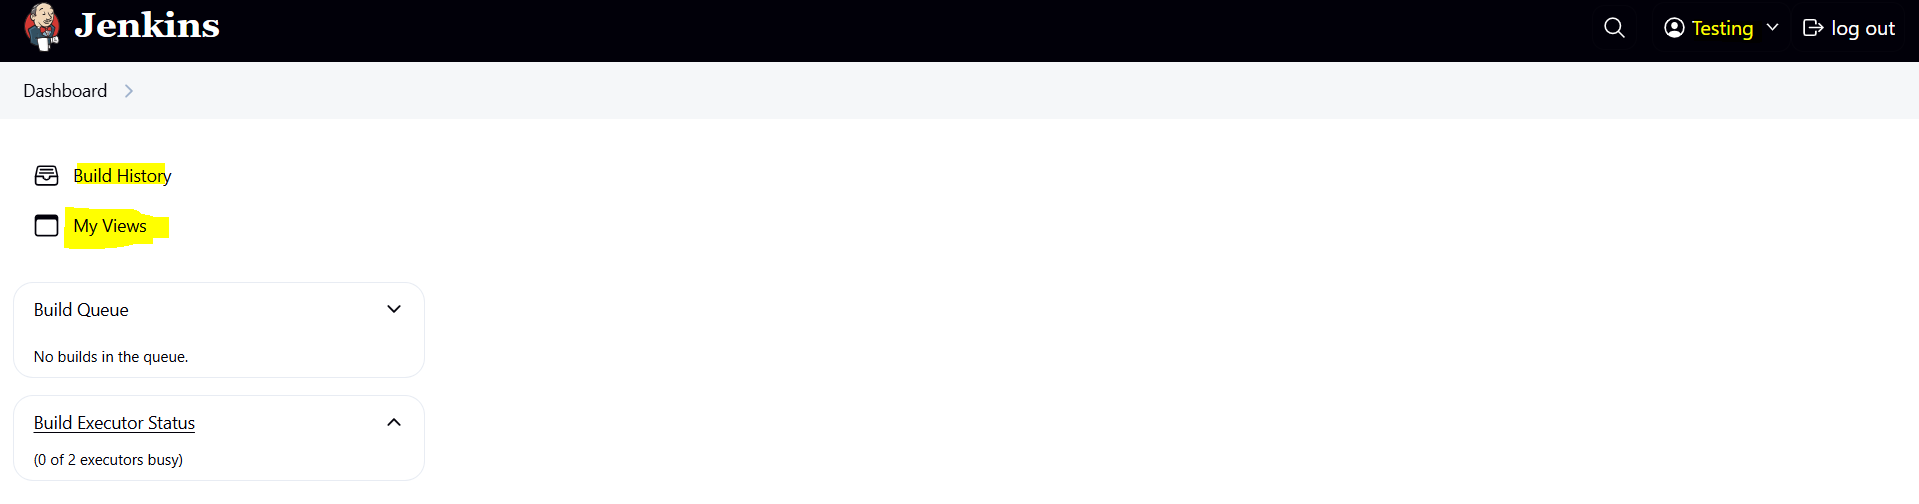 Jenkins
Testing
log out
Dashboard
Build History
My Views
Build Queue
No builds in the queue.
Build Executor Status
(0 of 2 executors busy)